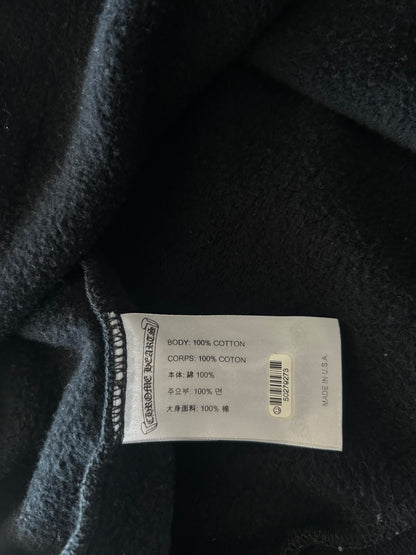 CHROME HEARTS
BODY: 100% COTTON
CORPS: 100% COTON
本体: 綿 100%
주요부: 100% 면
大身面料: 100% 棉
50279273
MADE IN U.S.A